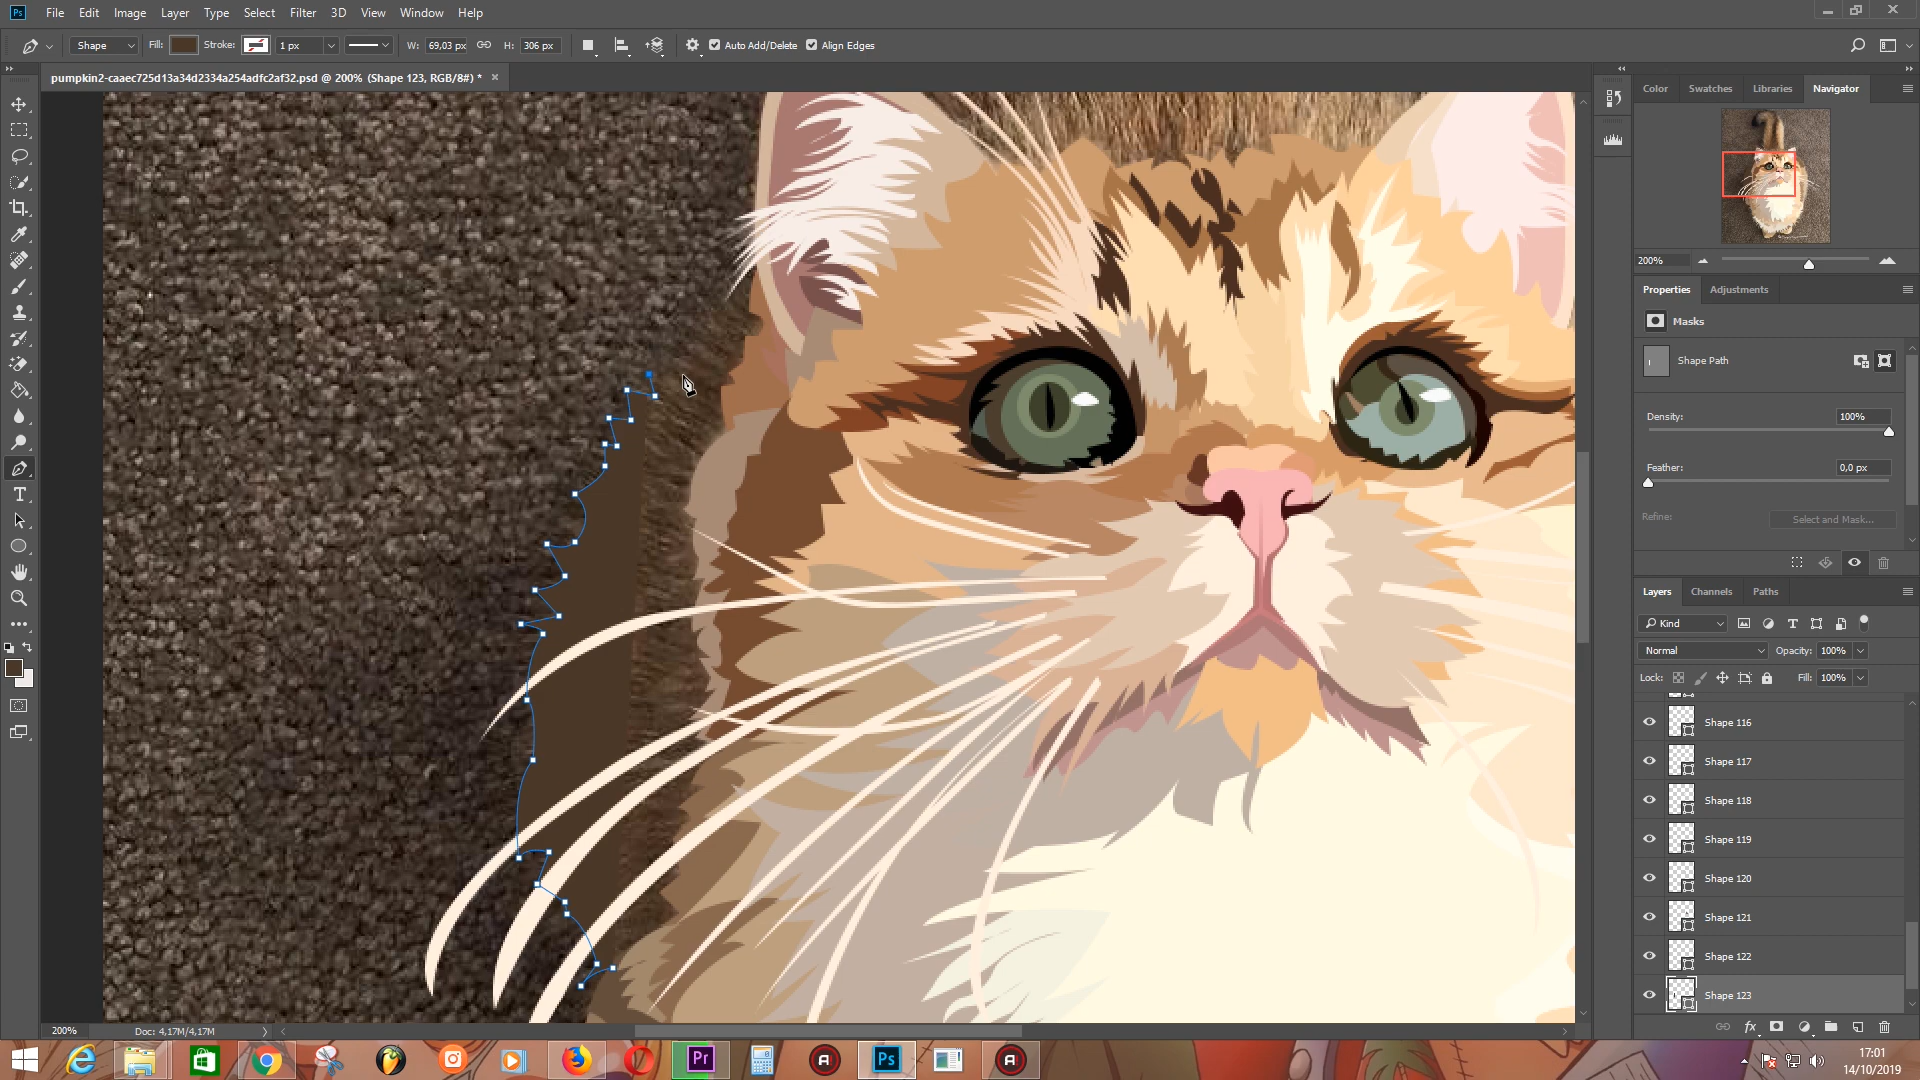 Ps File Edit Image Layer Type Select Filter 3D View Window Help
Shape Fill: Stroke: 1 px W: 69,03 px H: 306 px Auto Add/Delete Align Edges
pumpkin2-caaec725d13a34d2334a254adfc2af32.psd @ 200% (Shape 123, RGB/8#) * ×
Color Swatches Libraries Navigator
200%
Properties Adjustments
Masks
Shape Path
Density: 100%
Feather: 0,0 px
Refine: Select and Mask...
Layers Channels Paths
Kind
Normal Opacity: 100%
Lock: Fill: 100%
Shape 116
Shape 117
Shape 118
Shape 119
Shape 120
Shape 121
Shape 122
Shape 123
fx
200% Doc: 4,17M/4,17M
Pr Ps
17:01
14/10/2019